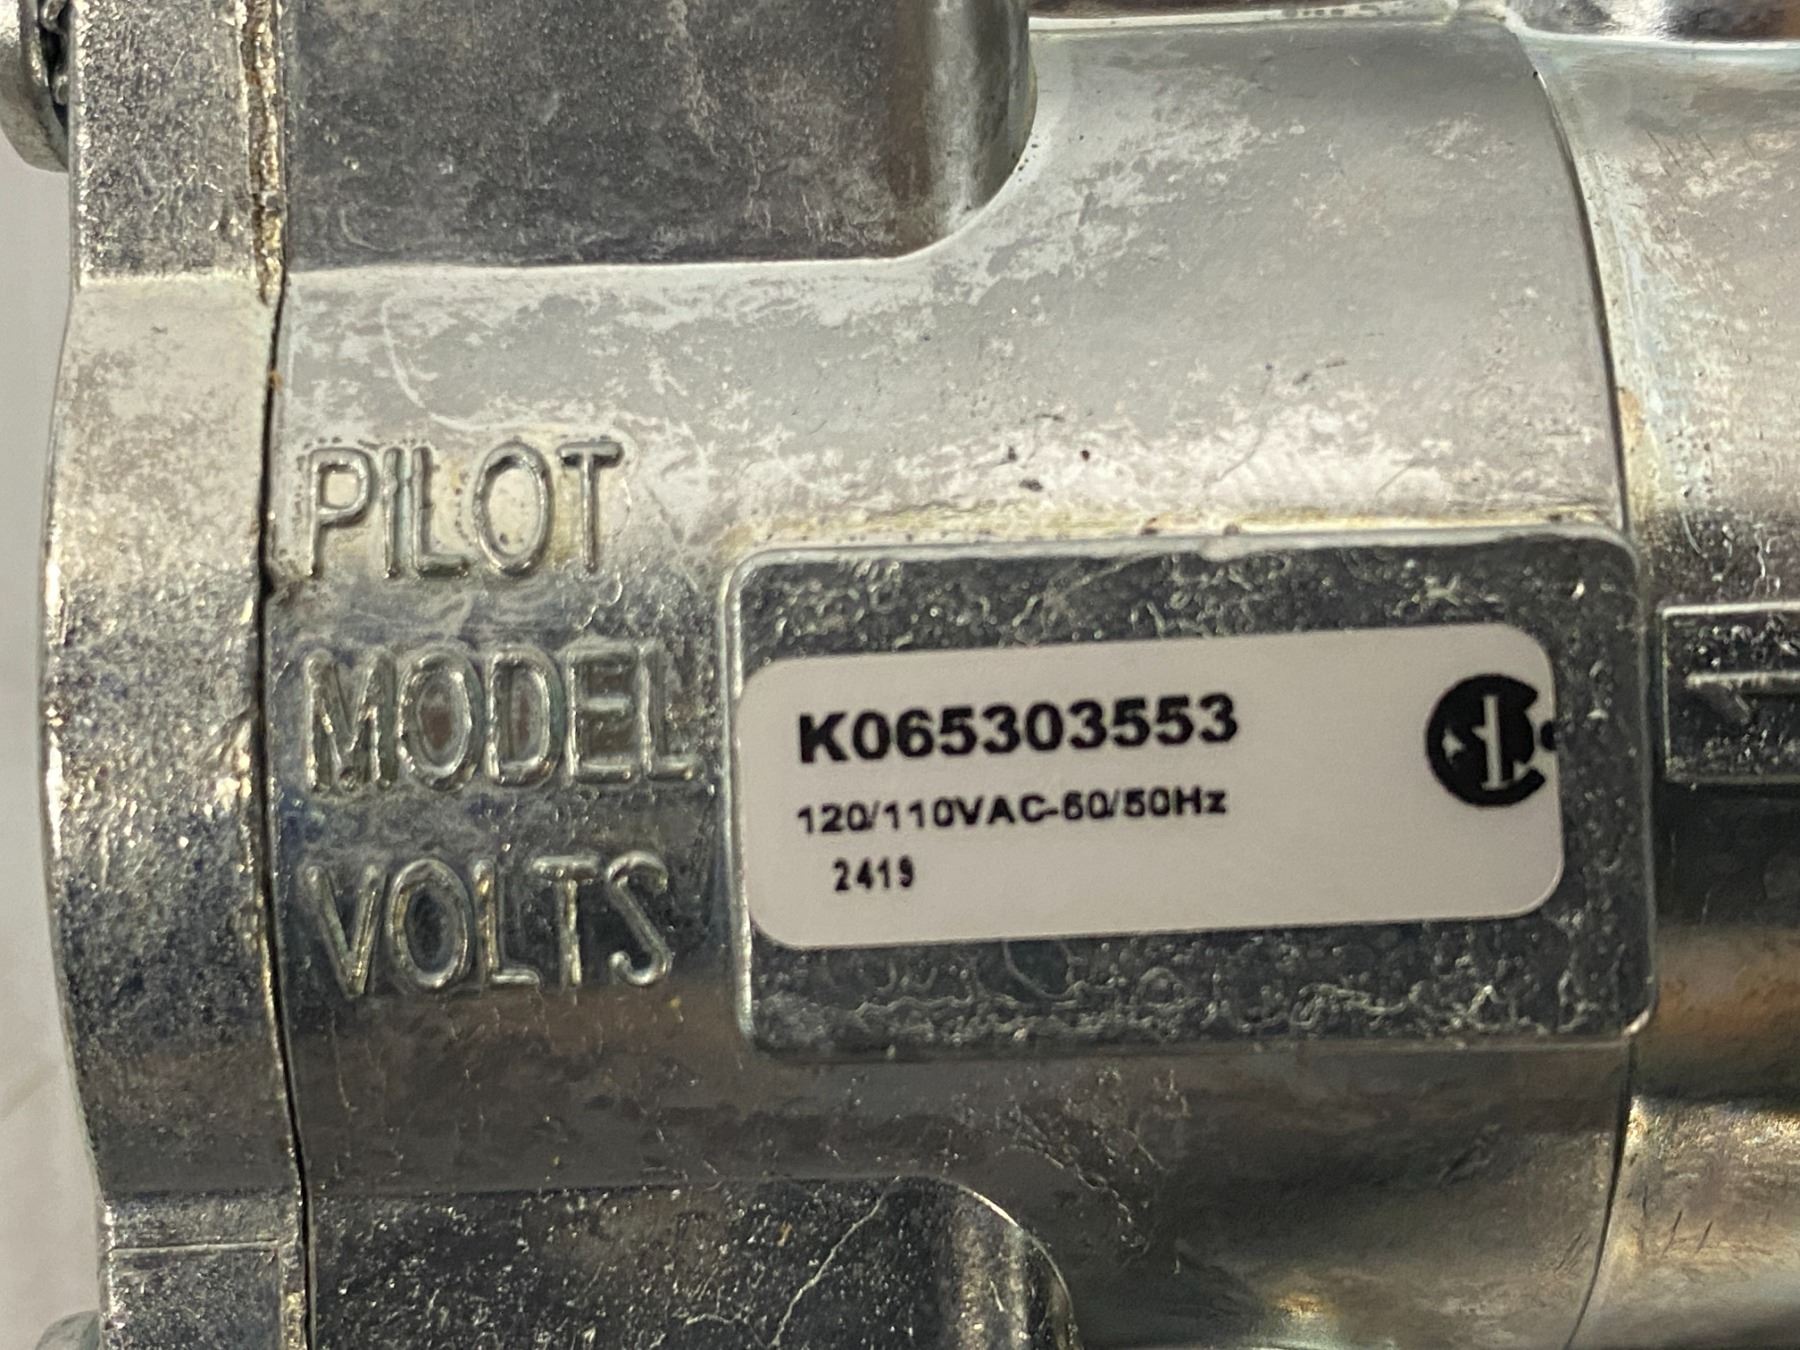 PILOT
MODEL
VOLTS
K065303553
120/110VAC-60/50Hz
2419